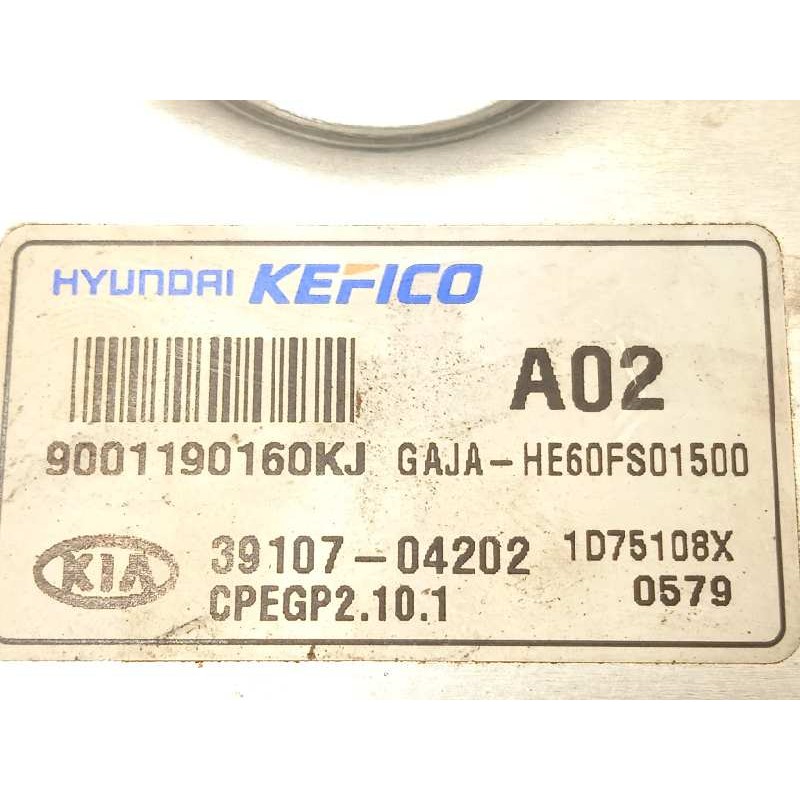 HYUNDAI KEFICO
A02
9001190160KJ GAJA-HE60FS01500
KIA 39107-04202 1D75108X
CPEGP2.10.1 0579